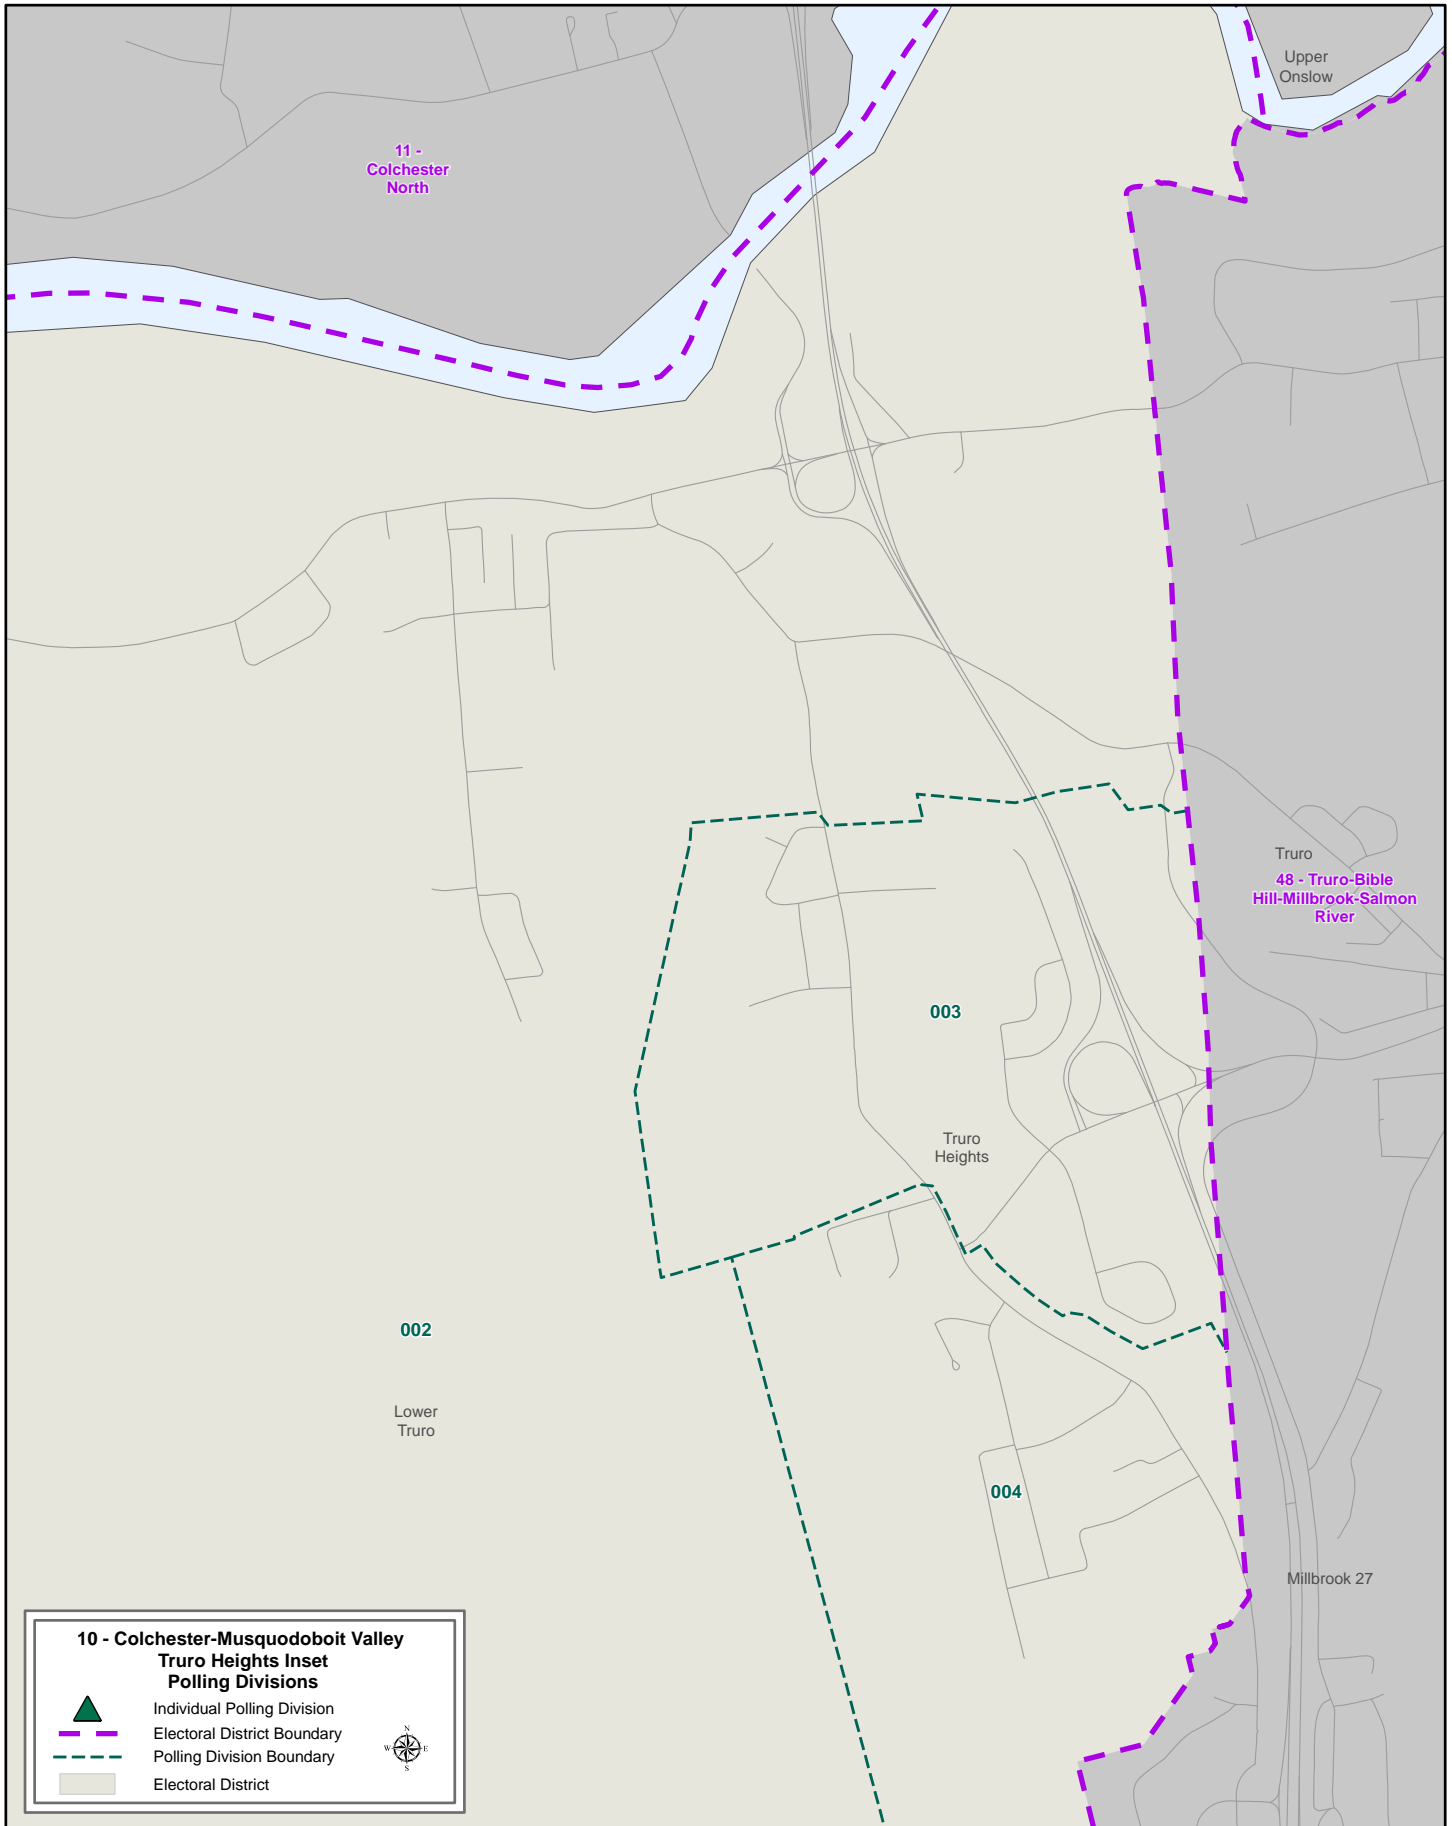 Upper
Onslow
11 -
Colchester
North
Truro
48 - Truro-Bible
Hill-Millbrook-Salmon
River
003
Truro
Heights
002
Lower
Truro
004
Millbrook 27
10 - Colchester-Musquodoboit Valley
Truro Heights Inset
Polling Divisions
Individual Polling Division
Electoral District Boundary
Polling Division Boundary
Electoral District
N
W E
S